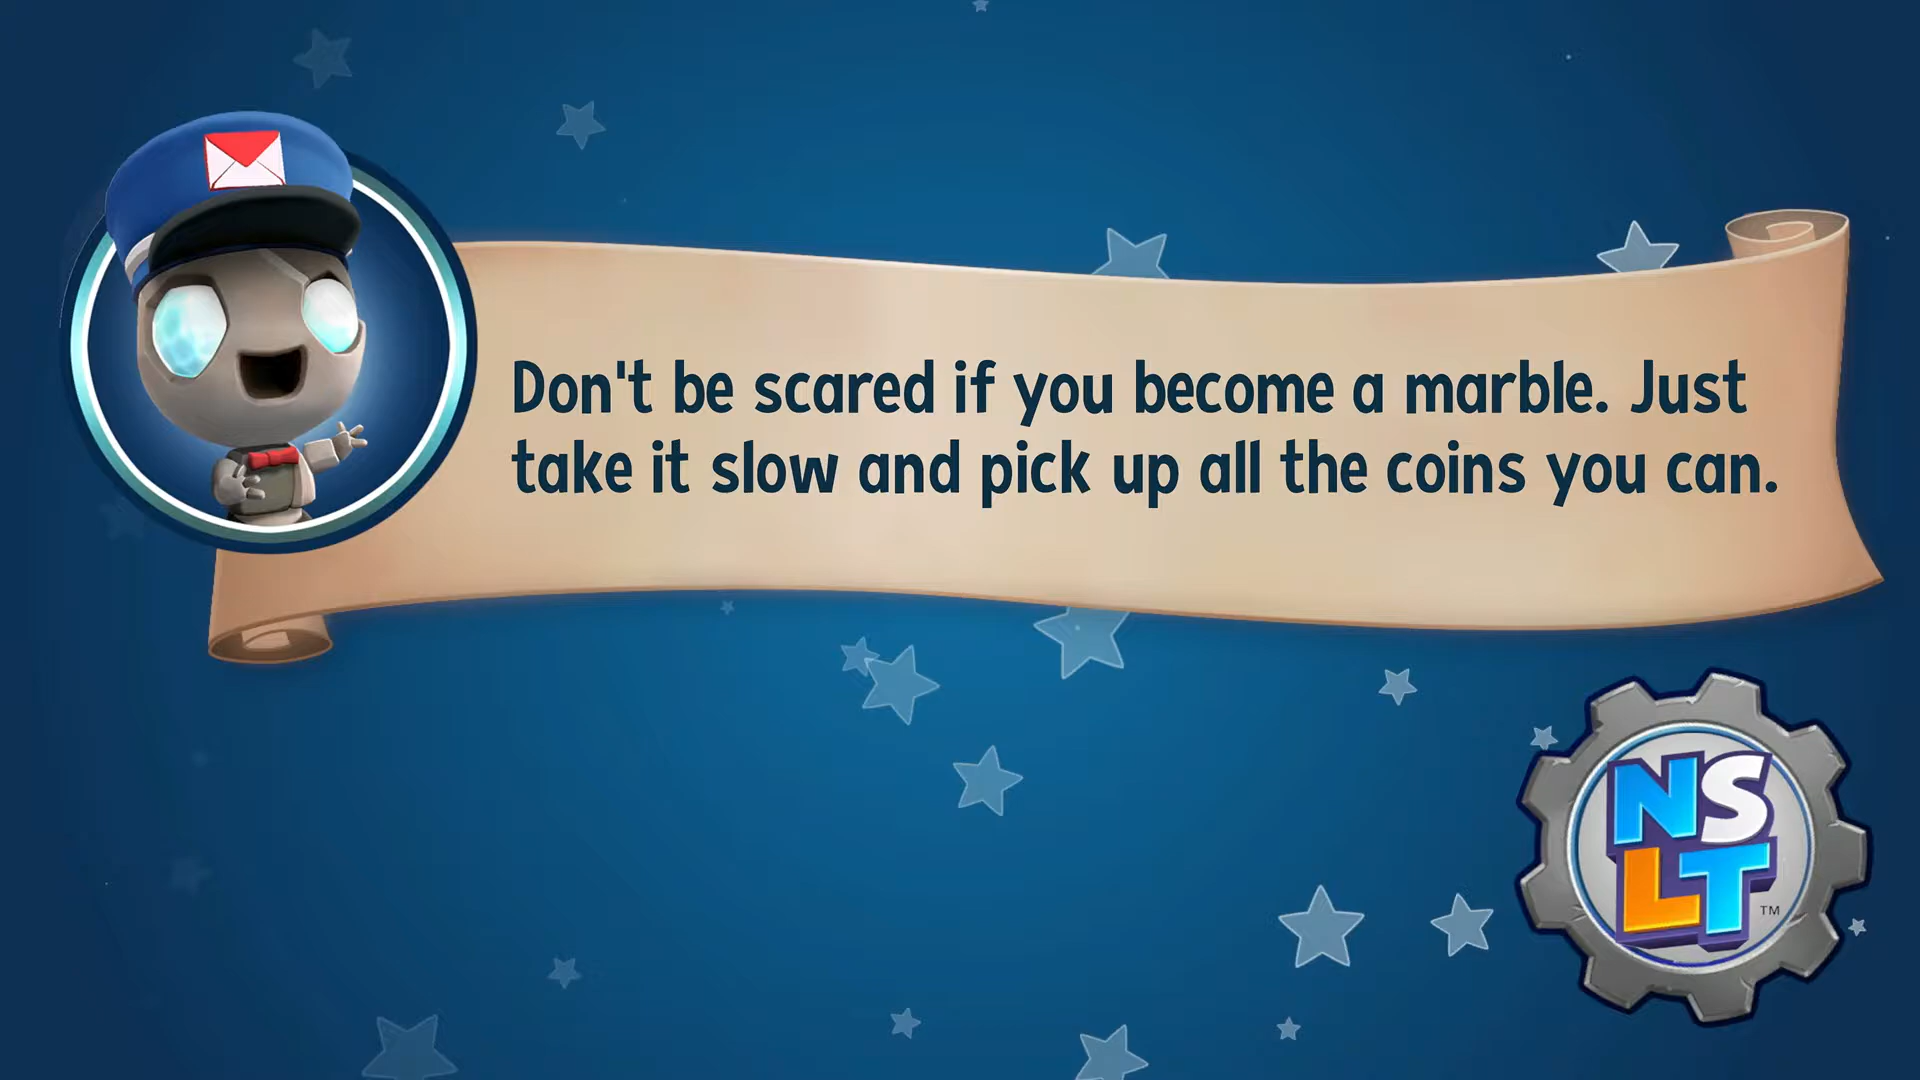 Don't be scared if you become a marble. Just
take it slow and pick up all the coins you can.
NS
LT
TM